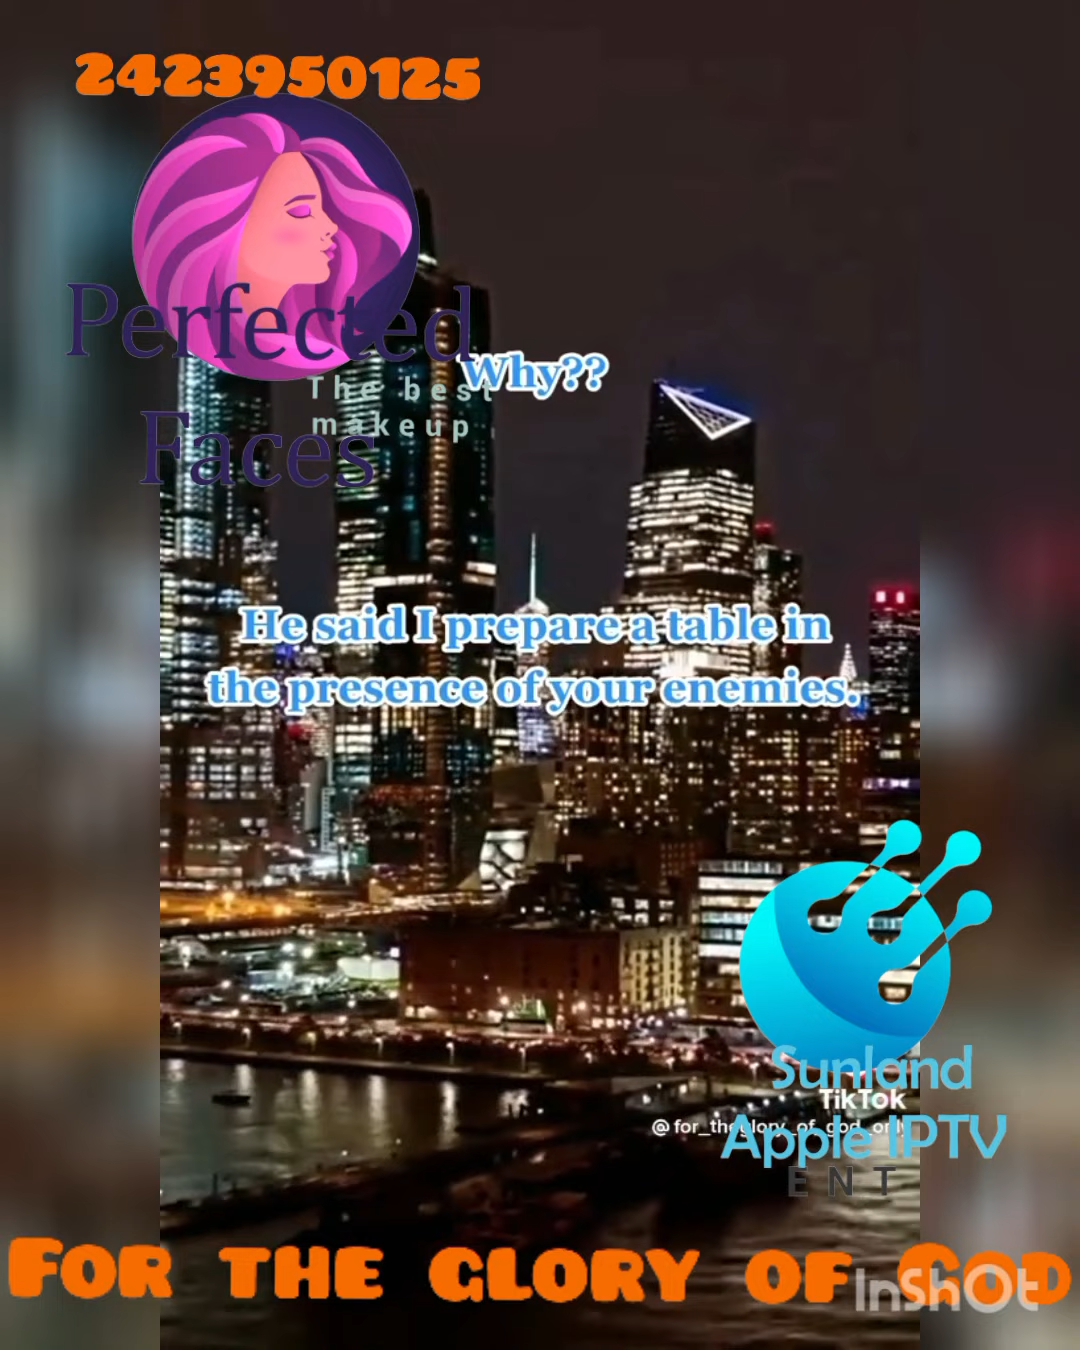 2423950125
Perfected
Why??
The best
makeup
Faces
He said I prepare a table in
the presence of your enemies.
Sunland
TikTok
@for_theglory_of_god_only
Apple IPTV
ENT
FOR THE GLORY OF GOD
InShOt